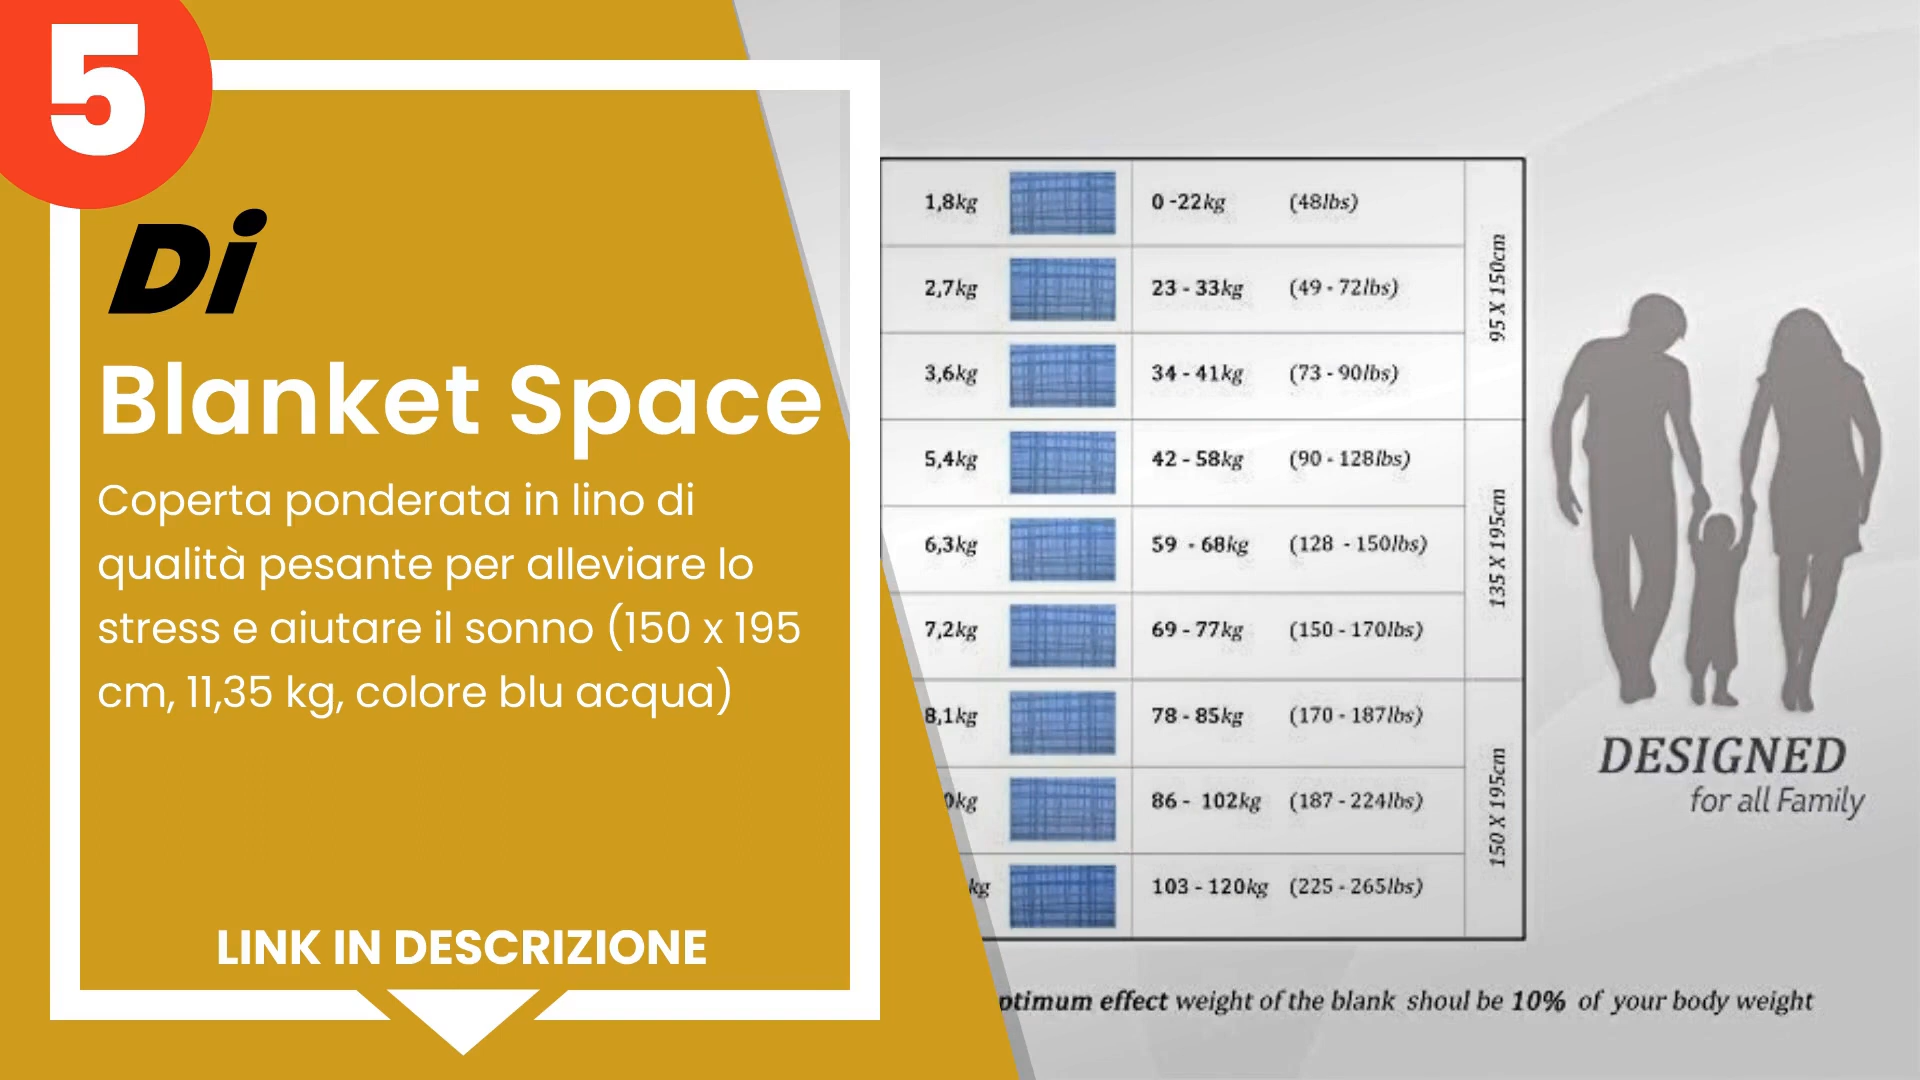 5
Di
Blanket Space
Coperta ponderata in lino di
qualità pesante per alleviare lo
stress e aiutare il sonno (150 x 195
cm, 11,35 kg, colore blu acqua)
LINK IN DESCRIZIONE
1,8kg 0 -22kg (48lbs)
2,7kg 23 - 33kg (49 - 72lbs)
3,6kg 34 - 41kg (73 - 90lbs)
95 X 150cm
5,4kg 42 - 58kg (90 - 128lbs)
6,3kg 59 - 68kg (128 - 150lbs)
7,2kg 69 - 77kg (150 - 170lbs)
135 X 195cm
8,1kg 78 - 85kg (170 - 187lbs)
86 - 102kg (187 - 224lbs)
kg 103 - 120kg (225 - 265lbs)
150 X 195cm
DESIGNED
for all Family
effect weight of the blank shoul be 10% of your body weight